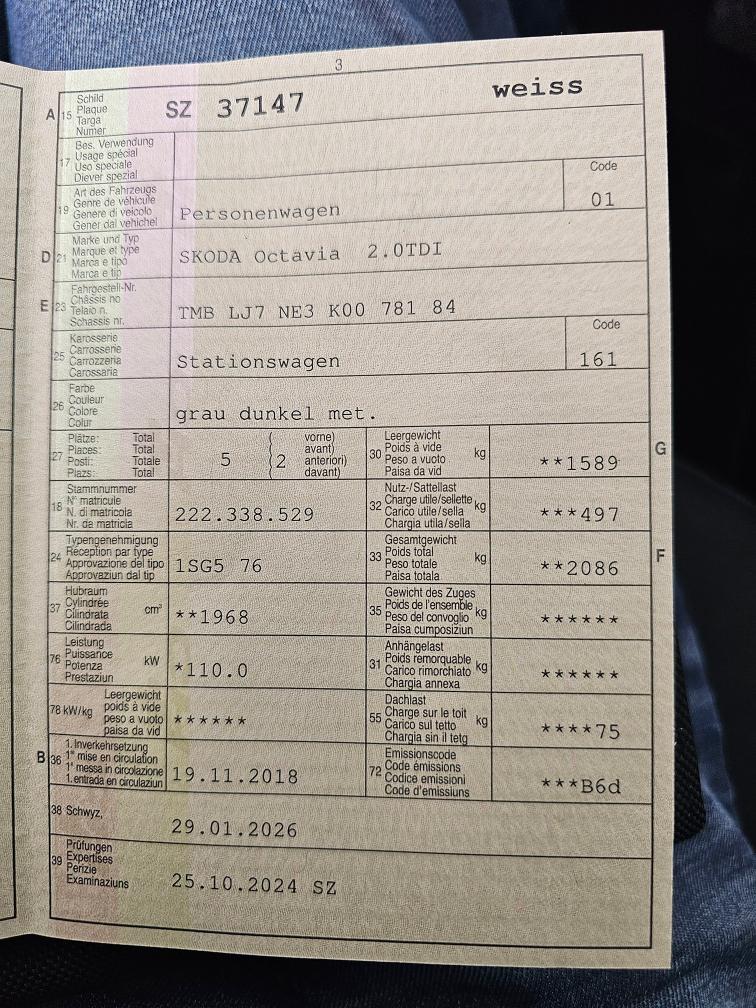 3
A 15 Schild
Plaque
Targa
Numer
SZ 37147 weiss
17 Bes. Verwendung
Usage spécial
Uso speciale
Diever spezial
19 Art des Fahrzeugs
Genre de véhicule
Genere di veicolo
Gener dal vehichel
Personenwagen
Code
01
D 21 Marke und Typ
Marque et type
Marca e tipo
Marca e tip
SKODA Octavia 2.0TDI
E 23 Fahrgestell-Nr.
Châssis no
Telaio n.
Schassis nr.
TMB LJ7 NE3 K00 781 84
25 Karosserie
Carrosserie
Carrozzeria
Carossaria
Stationswagen
Code
161
26 Farbe
Couleur
Colore
Colur
grau dunkel met.
27 Plätze: Total
Places: Total
Posti: Totale
Plazs: Total
5 ( 2 vorne)
avant)
anteriori)
davant)
30 Leergewicht
Poids à vide
Peso a vuoto
Paisa da vid
kg
**1589
G
18 Stammnummer
N° matricule
N. di matricola
Nr. da matricla
222.338.529
32 Nutz-/Sattellast
Charge utile/sellette
Carico utile/sella
Chargia utila/sella
kg
***497
24 Typengenehmigung
Réception par type
Approvazione del tipo
Approvaziun dal tip
1SG5 76
33 Gesamtgewicht
Poids total
Peso totale
Paisa totala
kg
**2086
F
37 Hubraum
Cylindrée
Cilindrata
Cilindrada
cm³
**1968
35 Gewicht des Zuges
Poids de l'ensemble
Peso del convoglio
Paisa cumposiziun
kg
******
76 Leistung
Puissance
Potenza
Prestaziun
kW
*110.0
31 Anhängelast
Poids remorquable
Carico rimorchiato
Chargia annexa
kg
******
78 kW/kg Leergewicht
poids à vide
peso a vuoto
paisa da vid
******
55 Dachlast
Charge sur le toit
Carico sul tetto
Chargia sin il tetg
kg
****75
B 36 1. Inverkehrsetzung
1re mise en circulation
1a messa in circolazione
1. entrada en circulaziun
19.11.2018
72 Emissionscode
Code émissions
Codice emissioni
Code d'emissiuns
***B6d
38 Schwyz,
29.01.2026
39 Prüfungen
Expertises
Perizie
Examinaziuns
25.10.2024 SZ